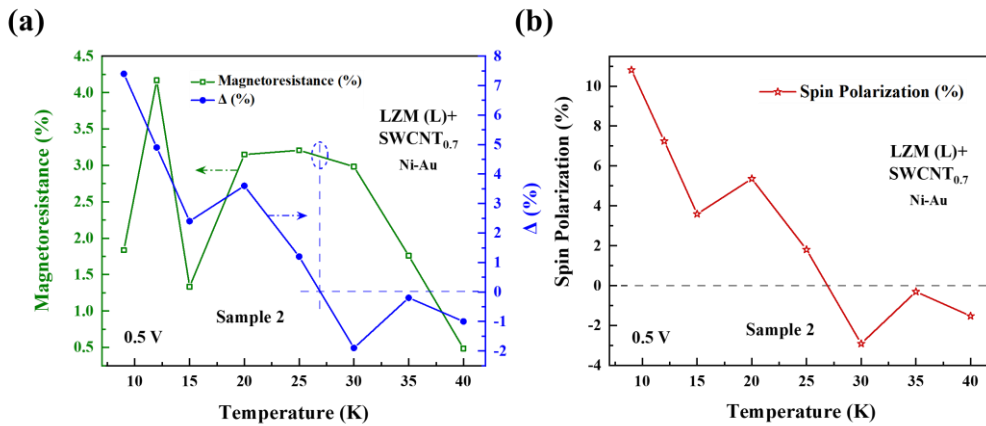 (a)
Magnetoresistance (%)
4.5
4.0
3.5
3.0
2.5
2.0
1.5
1.0
0.5
Magnetoresistance (%)
Δ (%)
LZM (L)+
SWCNT0.7
Ni-Au
0.5 V
Sample 2
8
7
6
5
4
3
2
1
0
-1
-2
Δ (%)
10 15 20 25 30 35 40
Temperature (K)
(b)
Spin Polarization (%)
10
8
6
4
2
0
-2
-4
Spin Polarization (%)
LZM (L)+
SWCNT0.7
Ni-Au
0.5 V
Sample 2
10 15 20 25 30 35 40
Temperature (K)